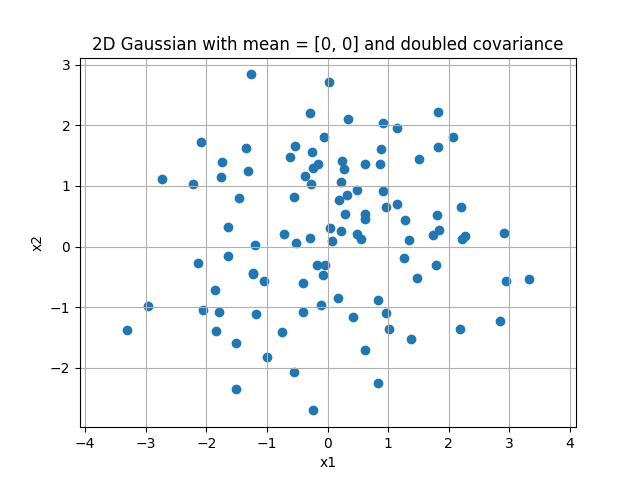 2D Gaussian with mean = [0, 0] and doubled covariance
3
2
1
0
−1
−2
x2
−4 −3 −2 −1 0 1 2 3 4
x1